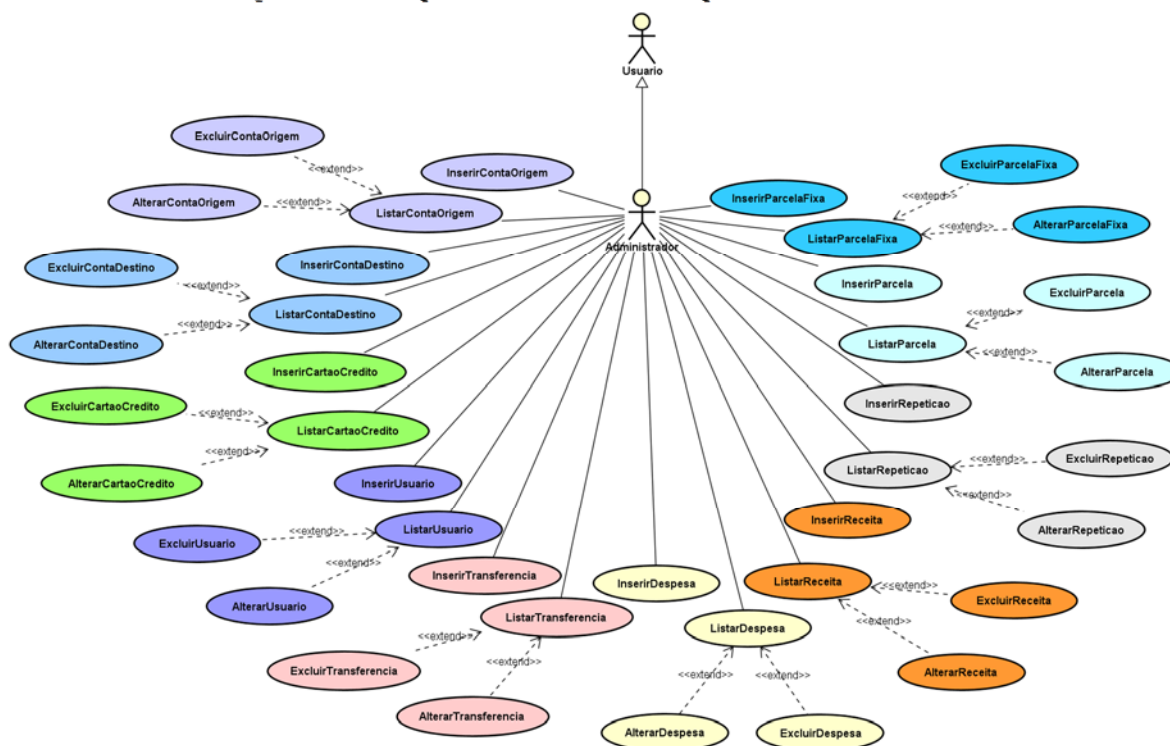 Usuario
ExcluirContaOrigem
<<extend>>
InserirContaOrigem
ExcluirParcelaFixa
<<extend>>
AlterarContaOrigem
<<extend>>
ListarContaOrigem
InserirParcelaFixa
ListarParcelaFixa
<<extend>>
AlterarParcelaFixa
Administrador
ExcluirContaDestino
<<extend>>
InserirContaDestino
InserirParcela
ExcluirParcela
<<extend>>
ListarContaDestino
AlterarContaDestino
<<extend>>
ListarParcela
<<extend>>
AlterarParcela
InserirCartaoCredito
ExcluirCartaoCredito
<<extend>>
InserirRepeticao
ListarCartaoCredito
<<extend>>
AlterarCartaoCredito
ListarRepeticao
<<extend>>
ExcluirRepeticao
InserirUsuario
<<extend>>
AlterarRepeticao
InserirReceita
ExcluirUsuario
<<extend>>
ListarUsuario
<<extend>>
AlterarUsuario
InserirTransferencia
InserirDespesa
ListarReceita
<<extend>>
ExcluirReceita
ListarTransferencia
ListarDespesa
<<extend>>
<<extend>>
AlterarReceita
ExcluirTransferencia
<<extend>>
AlterarTransferencia
<<extend>>
<<extend>>
AlterarDespesa
ExcluirDespesa